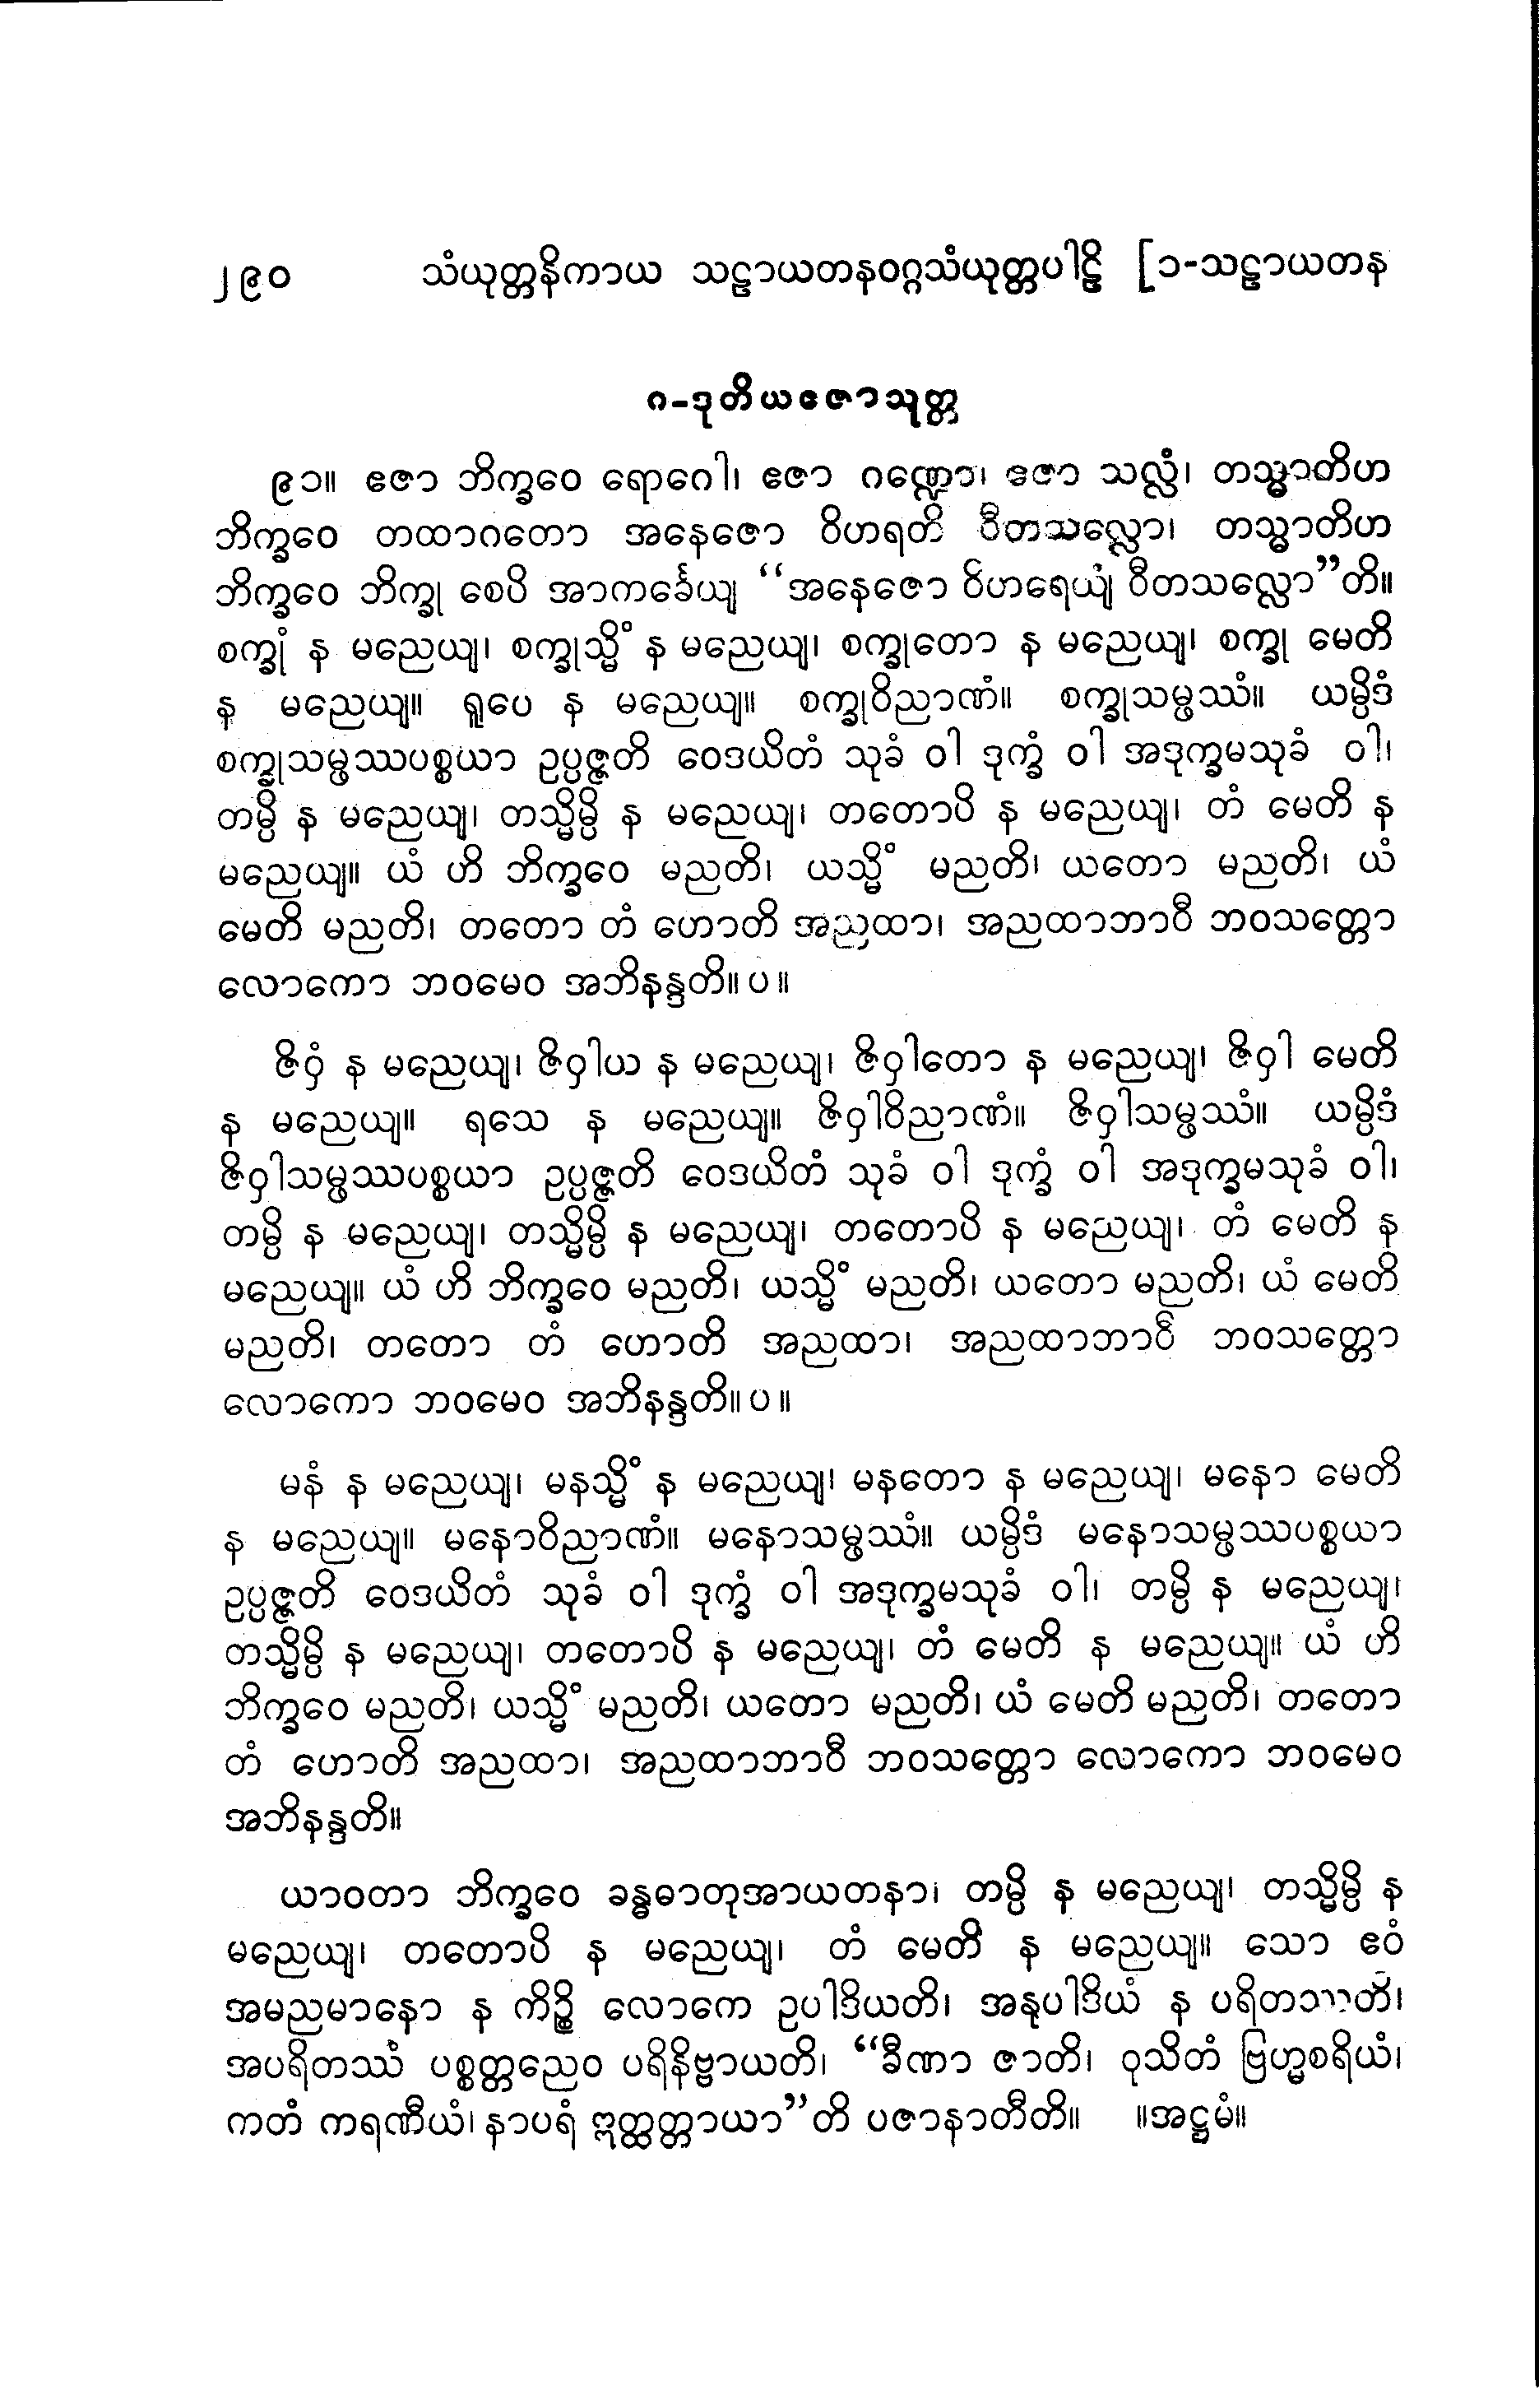 ၂၉၀ သံယုတ္တနိကာယ သဠာယတနဝဂ္ဂသံယုတ္တပါဠိ [၁-သဠာယတန
၈-ဒုတိယဧဇာသုတ္တ
၉၁။ ဧဇာ ဘိက္ခဝေ ရောဂေါ၊ ဧဇာ ဂဏ္ဍော၊ ဧဇာ သလ္လံ၊ တသ္မာတိဟ
ဘိက္ခဝေ တထာဂတော အနေဇော ဝိဟရတိ ဝီတသလ္လော၊ တသ္မာတိဟ
ဘိက္ခဝေ ဘိက္ခု စေပိ အာကင်္ခေယျ “အနေဇော ဝိဟရေယျံ ဝီတသလ္လော”တိ။
စက္ခုံ န မညေယျ၊ စက္ခုသ္မိံ န မညေယျ၊ စက္ခုတော န မညေယျ၊ စက္ခု မေတိ
န မညေယျ။ ရူပေ န မညေယျ။ စက္ခုဝိညာဏံ။ စက္ခုသမ္ဖဿံ။ ယမ္ပိဒံ
စက္ခုသမ္ဖဿပစ္စယာ ဥပ္ပဇ္ဇတိ ဝေဒယိတံ သုခံ ဝါ ဒုက္ခံ ဝါ အဒုက္ခမသုခံ ဝါ၊
တမ္ပိ န မညေယျ၊ တသ္မိမ္ပိ န မညေယျ၊ တတောပိ န မညေယျ၊ တံ မေတိ န
မညေယျ။ ယံ ဟိ ဘိက္ခဝေ မညတိ၊ ယသ္မိံ မညတိ၊ ယတော မညတိ၊ ယံ
မေတိ မညတိ၊ တတော တံ ဟောတိ အညထာ၊ အညထာဘာဝီ ဘဝသတ္တော
လောကော ဘဝမေဝ အဘိနန္ဒတိ။ပ။
ဇိဝှံ န မညေယျ၊ ဇိဝှါယ န မညေယျ၊ ဇိဝှါတော န မညေယျ၊ ဇိဝှါ မေတိ
န မညေယျ။ ရသေ န မညေယျ။ ဇိဝှါဝိညာဏံ။ ဇိဝှါသမ္ဖဿံ။ ယမ္ပိဒံ
ဇိဝှါသမ္ဖဿပစ္စယာ ဥပ္ပဇ္ဇတိ ဝေဒယိတံ သုခံ ဝါ ဒုက္ခံ ဝါ အဒုက္ခမသုခံ ဝါ၊
တမ္ပိ န မညေယျ၊ တသ္မိမ္ပိ န မညေယျ၊ တတောပိ န မညေယျ၊ တံ မေတိ န
မညေယျ။ ယံ ဟိ ဘိက္ခဝေ မညတိ၊ ယသ္မိံ မညတိ၊ ယတော မညတိ၊ ယံ မေတိ
မညတိ၊ တတော တံ ဟောတိ အညထာ၊ အညထာဘာဝီ ဘဝသတ္တော
လောကော ဘဝမေဝ အဘိနန္ဒတိ။ပ။
မနံ န မညေယျ၊ မနသ္မိံ န မညေယျ၊ မနတော န မညေယျ၊ မနော မေတိ
န မညေယျ။ မနောဝိညာဏံ။ မနောသမ္ဖဿံ။ ယမ္ပိဒံ မနောသမ္ဖဿပစ္စယာ
ဥပ္ပဇ္ဇတိ ဝေဒယိတံ သုခံ ဝါ ဒုက္ခံ ဝါ အဒုက္ခမသုခံ ဝါ၊ တမ္ပိ န မညေယျ၊
တသ္မိမ္ပိ န မညေယျ၊ တတောပိ န မညေယျ၊ တံ မေတိ န မညေယျ။ ယံ ဟိ
ဘိက္ခဝေ မညတိ၊ ယသ္မိံ မညတိ၊ ယတော မညတိ၊ ယံ မေတိ မညတိ၊ တတော
တံ ဟောတိ အညထာ၊ အညထာဘာဝီ ဘဝသတ္တော လောကော ဘဝမေဝ
အဘိနန္ဒတိ။
ယာဝတာ ဘိက္ခဝေ ခန္ဓဓာတုအာယတနာ၊ တမ္ပိ န မညေယျ၊ တသ္မိမ္ပိ န
မညေယျ၊ တတောပိ န မညေယျ၊ တံ မေတိ န မညေယျ။ သော ဧဝံ
အမညမာနော န ကိဉ္စိ လောကေ ဥပါဒိယတိ၊ အနုပါဒိယံ န ပရိတဿတိ၊
အပရိတဿံ ပစ္စတ္တညေဝ ပရိနိဗ္ဗာယတိ၊ “ခီဏာ ဇာတိ၊ ဝုသိတံ ဗြဟ္မစရိယံ၊
ကတံ ကရဏီယံ၊ နာပရံ ဣတ္ထတ္တာယာ”တိ ပဇာနာတီတိ။ ။အဋ္ဌမံ။